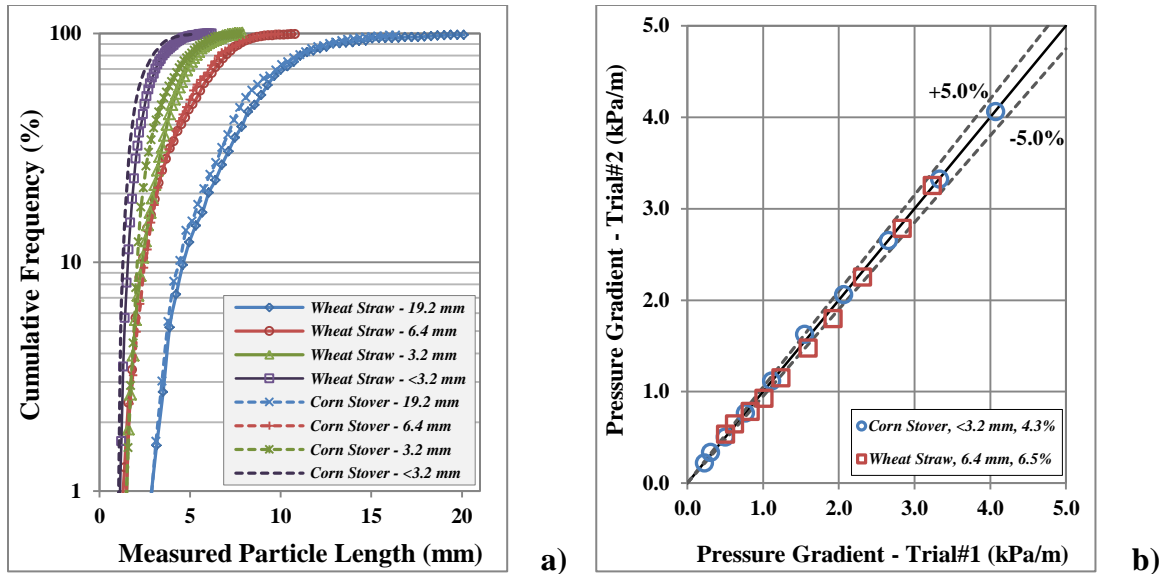 100
10
1
Cumulative Frequency (%)
Wheat Straw - 19.2 mm
Wheat Straw - 6.4 mm
Wheat Straw - 3.2 mm
Wheat Straw - <3.2 mm
Corn Stover - 19.2 mm
Corn Stover - 6.4 mm
Corn Stover - 3.2 mm
Corn Stover - <3.2 mm
0 5 10 15 20
Measured Particle Length (mm)
a)
5.0
4.0
3.0
2.0
1.0
0.0
Pressure Gradient - Trial#2 (kPa/m)
+5.0%
-5.0%
Corn Stover, <3.2 mm, 4.3%
Wheat Straw, 6.4 mm, 6.5%
0.0 1.0 2.0 3.0 4.0 5.0
Pressure Gradient - Trial#1 (kPa/m)
b)